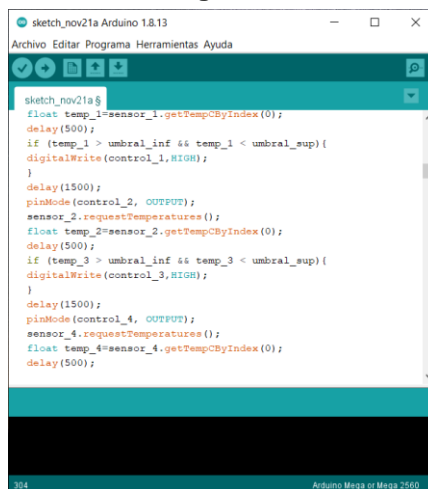 sketch_nov21a Arduino 1.8.13
Archivo Editar Programa Herramientas Ayuda
sketch_nov21a §
float temp_1=sensor_1.getTempCByIndex(0);
delay(500);
if (temp_1 > umbral_inf && temp_1 < umbral_sup){
digitalWrite(control_1,HIGH);
}
delay(1500);
pinMode(control_2, OUTPUT);
sensor_2.requestTemperatures();
float temp_2=sensor_2.getTempCByIndex(0);
delay(500);
if (temp_3 > umbral_inf && temp_3 < umbral_sup){
digitalWrite(control_3,HIGH);
}
delay(1500);
pinMode(control_4, OUTPUT);
sensor_4.requestTemperatures();
float temp_4=sensor_4.getTempCByIndex(0);
delay(500);
304
Arduino Mega or Mega 2560